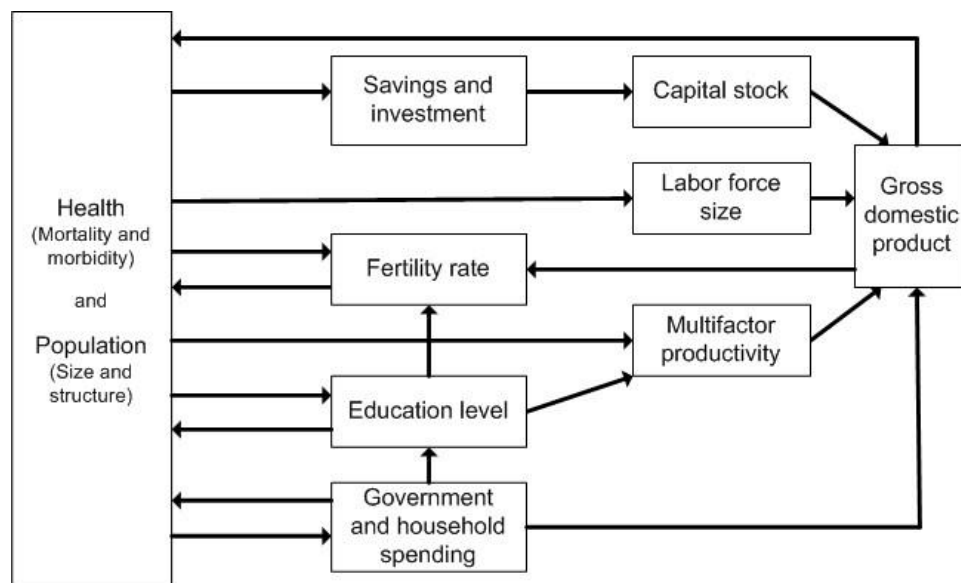 Health
(Mortality and
morbidity)
and
Population
(Size and
structure)
Savings and
investment
Capital stock
Labor force
size
Gross
domestic
product
Fertility rate
Multifactor
productivity
Education level
Government
and household
spending